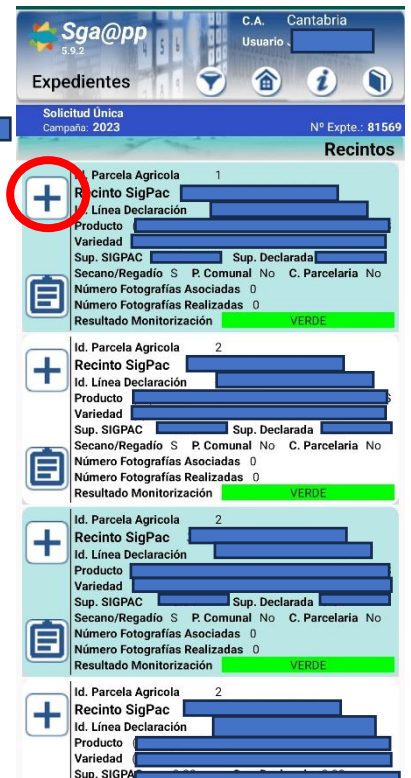 Sga@pp
5.9.2
C.A. Cantabria
Usuario
Expedientes
Solicitud Única
Campaña: 2023 Nº Expte.: 81569
Recintos
Id. Parcela Agricola 1
Recinto SigPac
Id. Línea Declaración
Producto
Variedad
Sup. SIGPAC Sup. Declarada
Secano/Regadío S P. Comunal No C. Parcelaria No
Número Fotografías Asociadas 0
Número Fotografías Realizadas 0
Resultado Monitorización VERDE
Id. Parcela Agricola 2
Recinto SigPac
Id. Línea Declaración
Producto
Variedad
Sup. SIGPAC Sup. Declarada
Secano/Regadío S P. Comunal No C. Parcelaria No
Número Fotografías Asociadas 0
Número Fotografías Realizadas 0
Resultado Monitorización VERDE
Id. Parcela Agricola 2
Recinto SigPac
Id. Línea Declaración
Producto
Variedad
Sup. SIGPAC Sup. Declarada
Secano/Regadío S P. Comunal No C. Parcelaria No
Número Fotografías Asociadas 0
Número Fotografías Realizadas 0
Resultado Monitorización VERDE
Id. Parcela Agricola 2
Recinto SigPac
Id. Línea Declaración
Producto
Variedad